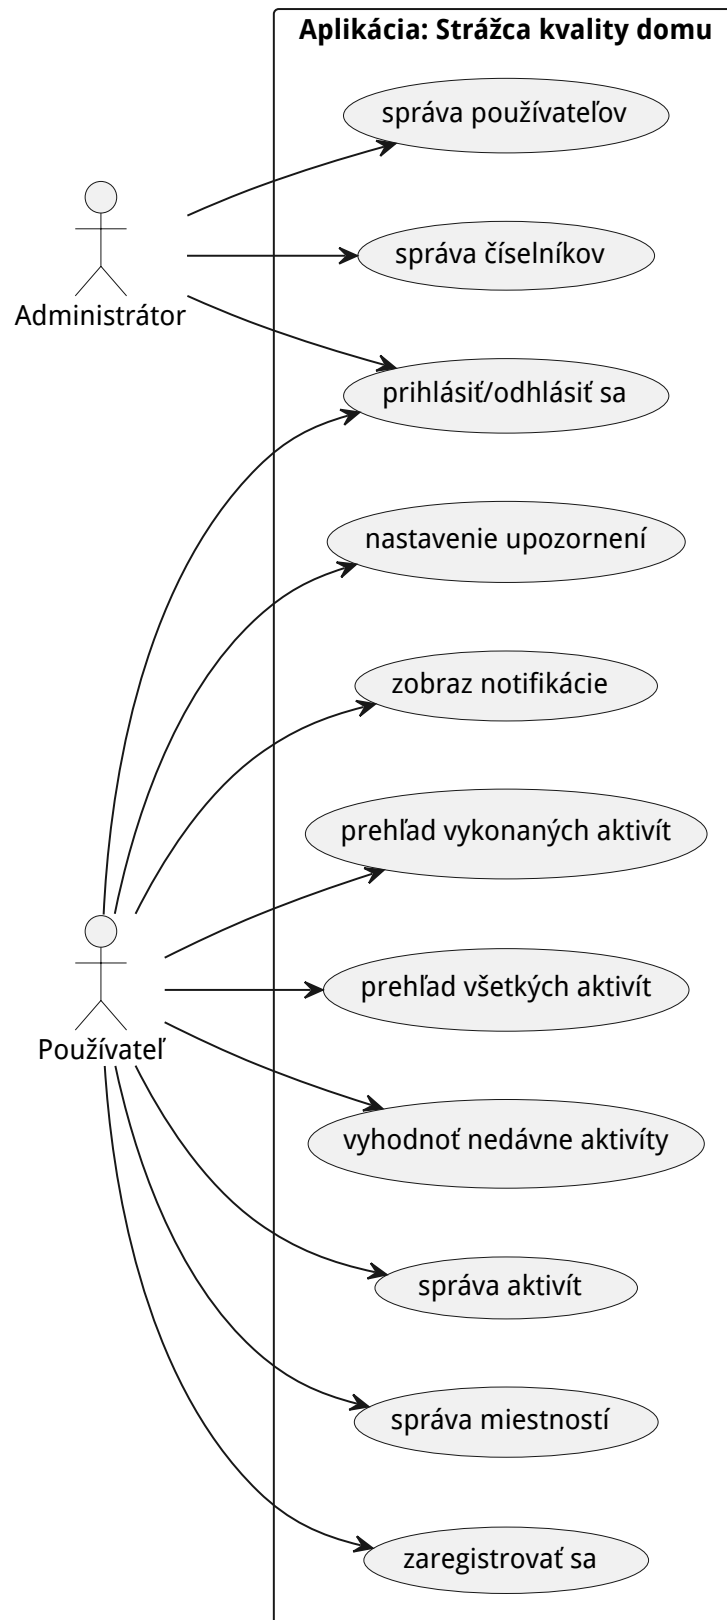 Aplikácia: Strážca kvality domu
správa používateľov
správa číselníkov
Administrátor
prihlásiť/odhlásiť sa
nastavenie upozornení
zobraz notifikácie
prehľad vykonaných aktivít
prehľad všetkých aktivít
Používateľ
vyhodnoť nedávne aktivíty
správa aktivít
správa miestností
zaregistrovať sa